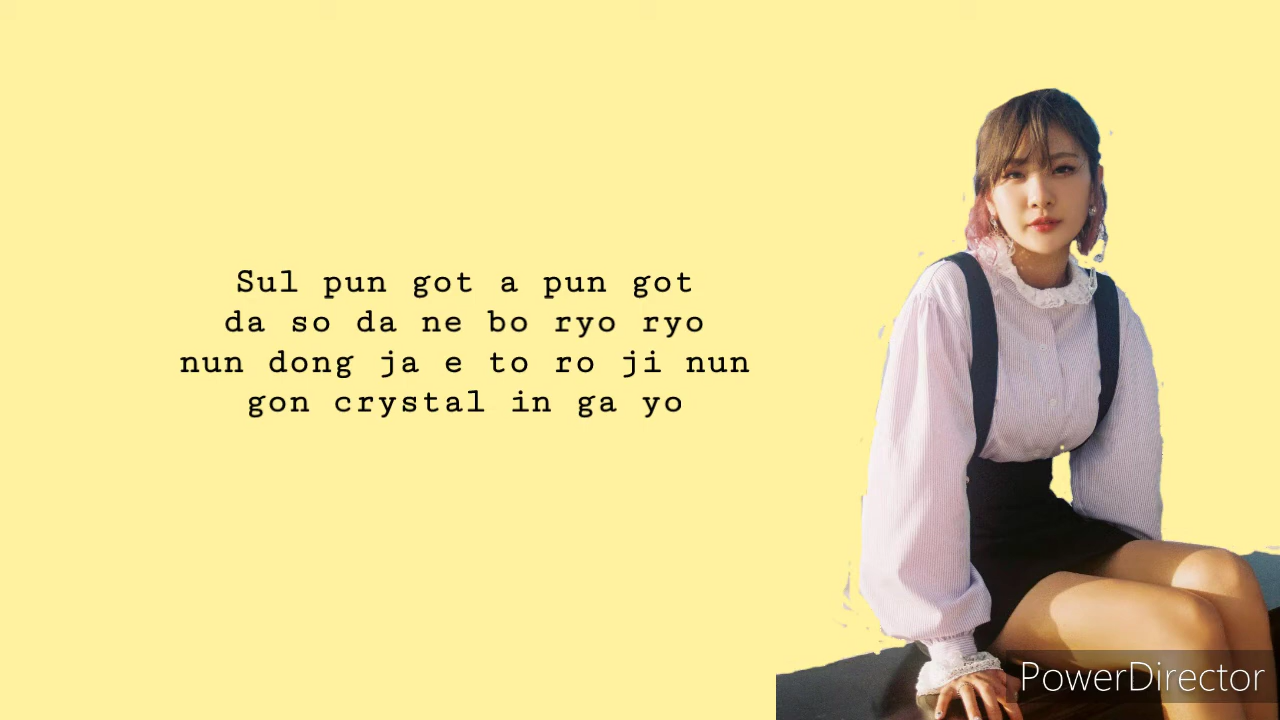 Sul pun got a pun got
da so da ne bo ryo ryo
nun dong ja e to ro ji nun
gon crystal in ga yo
PowerDirector